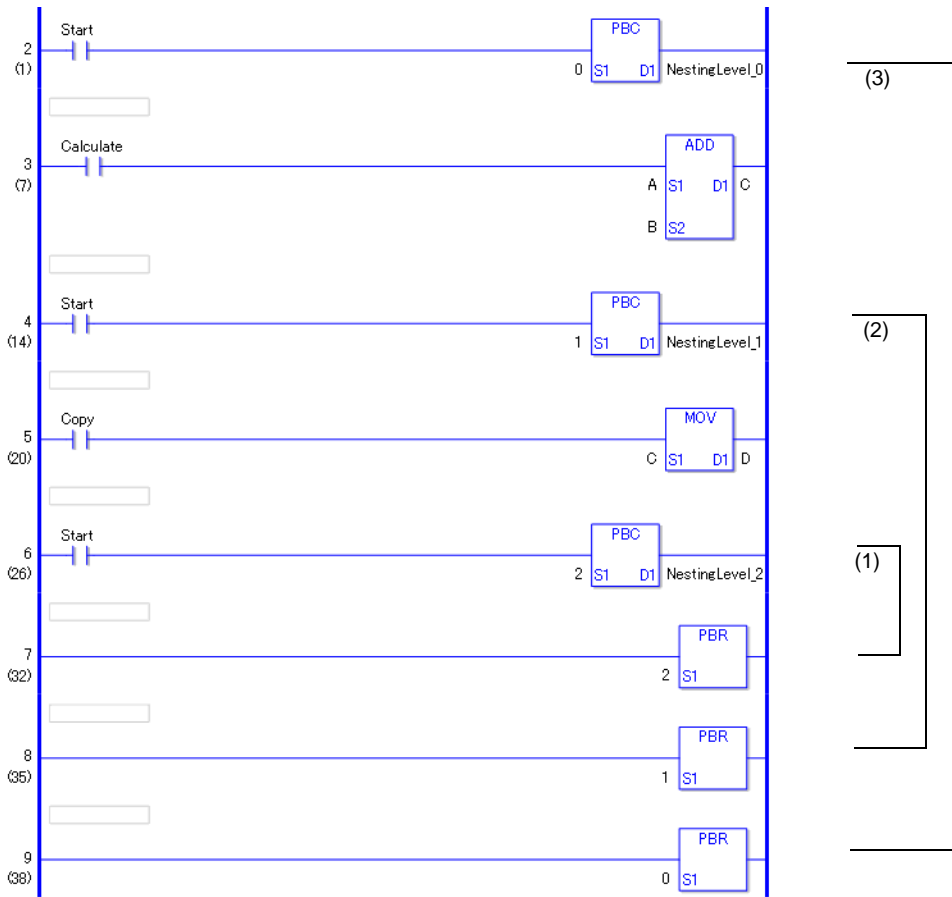 Start PBC
2
(1) 0 S1 D1 NestingLevel_0 (3)
Calculate ADD
3
(7) A S1 D1 C
B S2
Start PBC
4 (2)
(14) 1 S1 D1 NestingLevel_1
Copy MOV
5
(20) C S1 D1 D
Start PBC
6 (1)
(26) 2 S1 D1 NestingLevel_2
PBR
7
(32) 2 S1
PBR
8
(35) 1 S1
PBR
9
(38) 0 S1